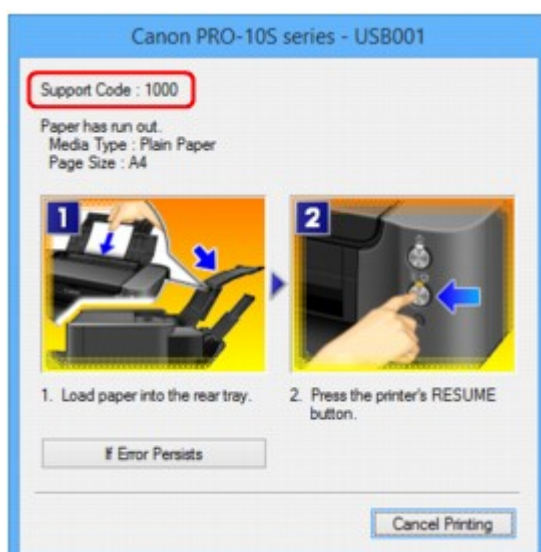 Canon PRO-10S series - USB001
Support Code : 1000
Paper has run out.
Media Type : Plain Paper
Page Size : A4
1
2
1. Load paper into the rear tray.
2. Press the printer's RESUME
button.
If Error Persists
Cancel Printing